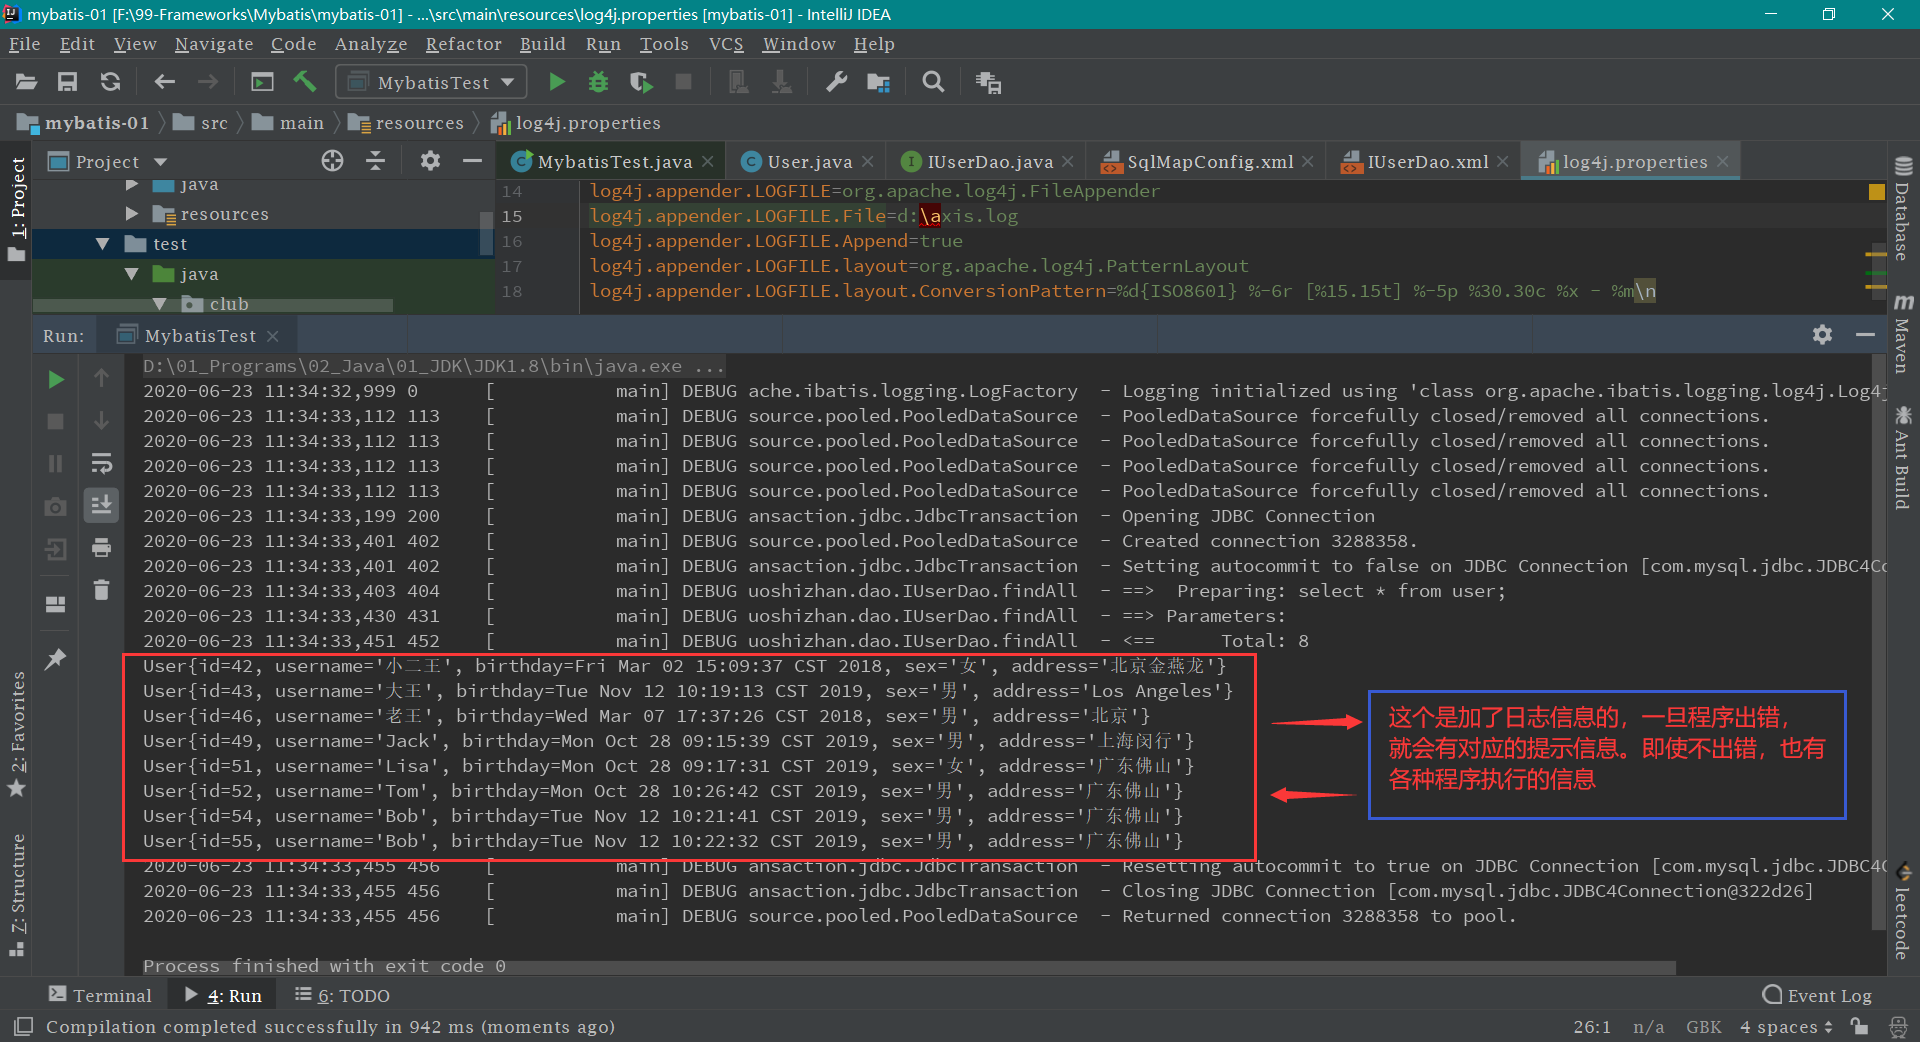 mybatis-01 [F:\99-Frameworks\Mybatis\mybatis-01] - ...\src\main\resources\log4j.properties [mybatis-01] - IntelliJ IDEA
File Edit View Navigate Code Analyze Refactor Build Run Tools VCS Window Help
MybatisTest
mybatis-01 src main resources log4j.properties
Project
MybatisTest.java User.java IUserDao.java SqlMapConfig.xml IUserDao.xml log4j.properties
java
resources
test
java
club
14 log4j.appender.LOGFILE=org.apache.log4j.FileAppender
15 log4j.appender.LOGFILE.File=d:\axis.log
16 log4j.appender.LOGFILE.Append=true
17 log4j.appender.LOGFILE.layout=org.apache.log4j.PatternLayout
18 log4j.appender.LOGFILE.layout.ConversionPattern=%d{ISO8601} %-6r [%15.15t] %-5p %30.30c %x - %m\n
1: Project
2: Favorites
Z: Structure
Database
Maven
Ant Build
leetcode
Run: MybatisTest
D:\01_Programs\02_Java\01_JDK\JDK1.8\bin\java.exe ...
2020-06-23 11:34:32,999 0 [ main] DEBUG ache.ibatis.logging.LogFactory - Logging initialized using 'class org.apache.ibatis.logging.log4j.Log4j
2020-06-23 11:34:33,112 113 [ main] DEBUG source.pooled.PooledDataSource - PooledDataSource forcefully closed/removed all connections.
2020-06-23 11:34:33,112 113 [ main] DEBUG source.pooled.PooledDataSource - PooledDataSource forcefully closed/removed all connections.
2020-06-23 11:34:33,112 113 [ main] DEBUG source.pooled.PooledDataSource - PooledDataSource forcefully closed/removed all connections.
2020-06-23 11:34:33,112 113 [ main] DEBUG source.pooled.PooledDataSource - PooledDataSource forcefully closed/removed all connections.
2020-06-23 11:34:33,199 200 [ main] DEBUG ansaction.jdbc.JdbcTransaction - Opening JDBC Connection
2020-06-23 11:34:33,401 402 [ main] DEBUG source.pooled.PooledDataSource - Created connection 3288358.
2020-06-23 11:34:33,401 402 [ main] DEBUG ansaction.jdbc.JdbcTransaction - Setting autocommit to false on JDBC Connection [com.mysql.jdbc.JDBC4Co
2020-06-23 11:34:33,403 404 [ main] DEBUG uoshizhan.dao.IUserDao.findAll - ==> Preparing: select * from user;
2020-06-23 11:34:33,430 431 [ main] DEBUG uoshizhan.dao.IUserDao.findAll - ==> Parameters:
2020-06-23 11:34:33,451 452 [ main] DEBUG uoshizhan.dao.IUserDao.findAll - <== Total: 8
User{id=42, username='小二王', birthday=Fri Mar 02 15:09:37 CST 2018, sex='女', address='北京金燕龙'}
User{id=43, username='大王', birthday=Tue Nov 12 10:19:13 CST 2019, sex='男', address='Los Angeles'}
User{id=46, username='老王', birthday=Wed Mar 07 17:37:26 CST 2018, sex='男', address='北京'}
User{id=49, username='Jack', birthday=Mon Oct 28 09:15:39 CST 2019, sex='男', address='上海闵行'}
User{id=51, username='Lisa', birthday=Mon Oct 28 09:17:31 CST 2019, sex='女', address='广东佛山'}
User{id=52, username='Tom', birthday=Mon Oct 28 10:26:42 CST 2019, sex='男', address='广东佛山'}
User{id=54, username='Bob', birthday=Tue Nov 12 10:21:41 CST 2019, sex='男', address='广东佛山'}
User{id=55, username='Bob', birthday=Tue Nov 12 10:22:32 CST 2019, sex='男', address='广东佛山'}
这个是加了日志信息的，一旦程序出错，
就会有对应的提示信息。即使不出错，也有
各种程序执行的信息
2020-06-23 11:34:33,455 456 [ main] DEBUG ansaction.jdbc.JdbcTransaction - Resetting autocommit to true on JDBC Connection [com.mysql.jdbc.JDBC4C
2020-06-23 11:34:33,455 456 [ main] DEBUG ansaction.jdbc.JdbcTransaction - Closing JDBC Connection [com.mysql.jdbc.JDBC4Connection@322d26]
2020-06-23 11:34:33,455 456 [ main] DEBUG source.pooled.PooledDataSource - Returned connection 3288358 to pool.
Process finished with exit code 0
Terminal 4: Run 6: TODO Event Log
Compilation completed successfully in 942 ms (moments ago) 26:1 n/a GBK 4 spaces